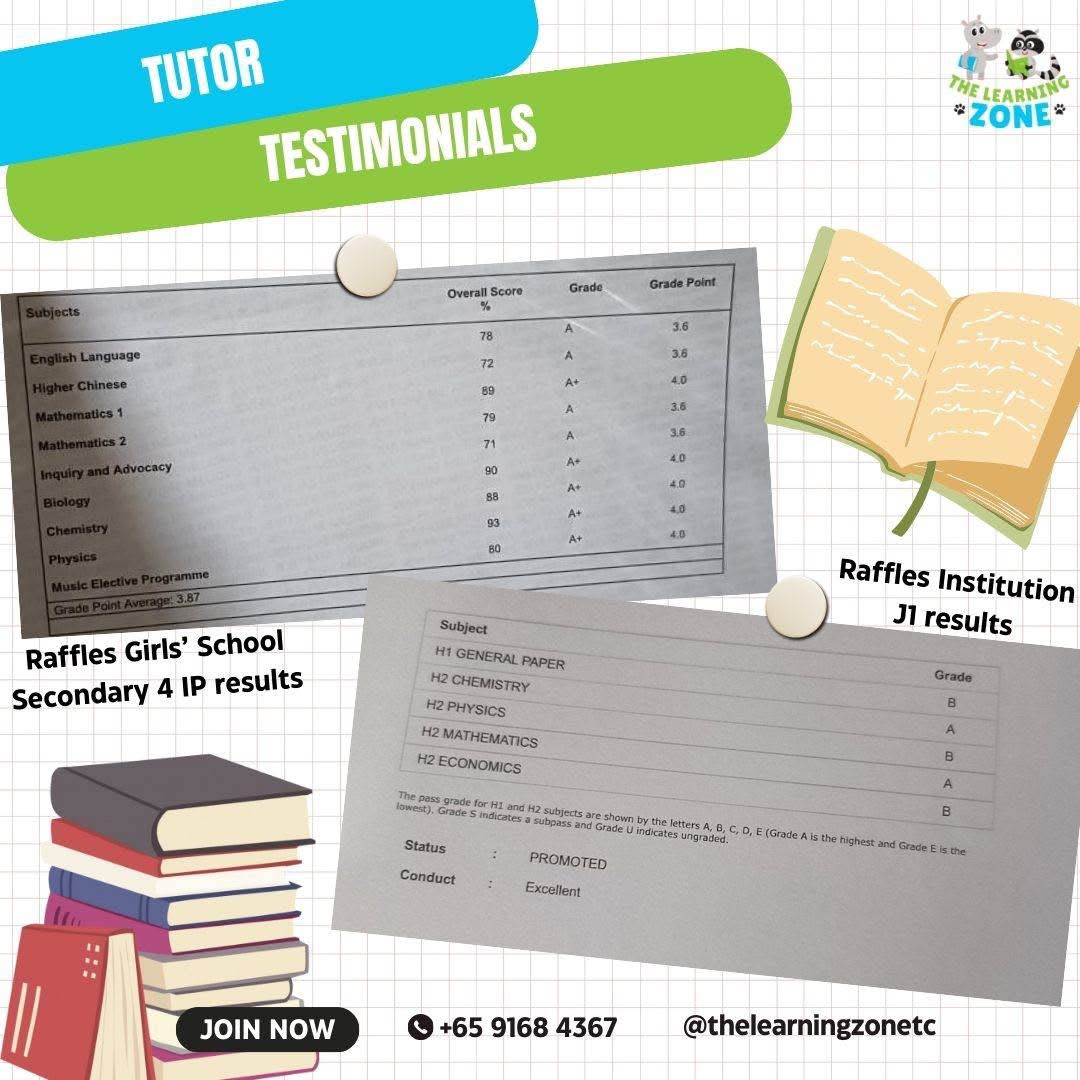 TUTOR
TESTIMONIALS
THE LEARNING
ZONE
Subjects Overall Score % Grade Grade Point
English Language 78 A 3.6
Higher Chinese 72 A 3.6
Mathematics 1 89 A+ 4.0
Mathematics 2 79 A 3.6
Inquiry and Advocacy 71 A 3.6
Biology 90 A+ 4.0
Chemistry 88 A+ 4.0
Physics 93 A+ 4.0
Music Elective Programme 80 A+ 4.0
Grade Point Average: 3.87
Raffles Girls' School
Secondary 4 IP results
Raffles Institution
J1 results
Subject Grade
H1 GENERAL PAPER B
H2 CHEMISTRY A
H2 PHYSICS B
H2 MATHEMATICS A
H2 ECONOMICS B
The pass grade for H1 and H2 subjects are shown by the letters A, B, C, D, E (Grade A is the highest and Grade E is the
lowest). Grade S indicates a subpass and Grade U indicates ungraded.
Status : PROMOTED
Conduct : Excellent
JOIN NOW
+65 9168 4367
@thelearningzonetc